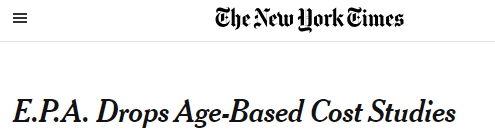 The New York Times
E.P.A. Drops Age-Based Cost Studies